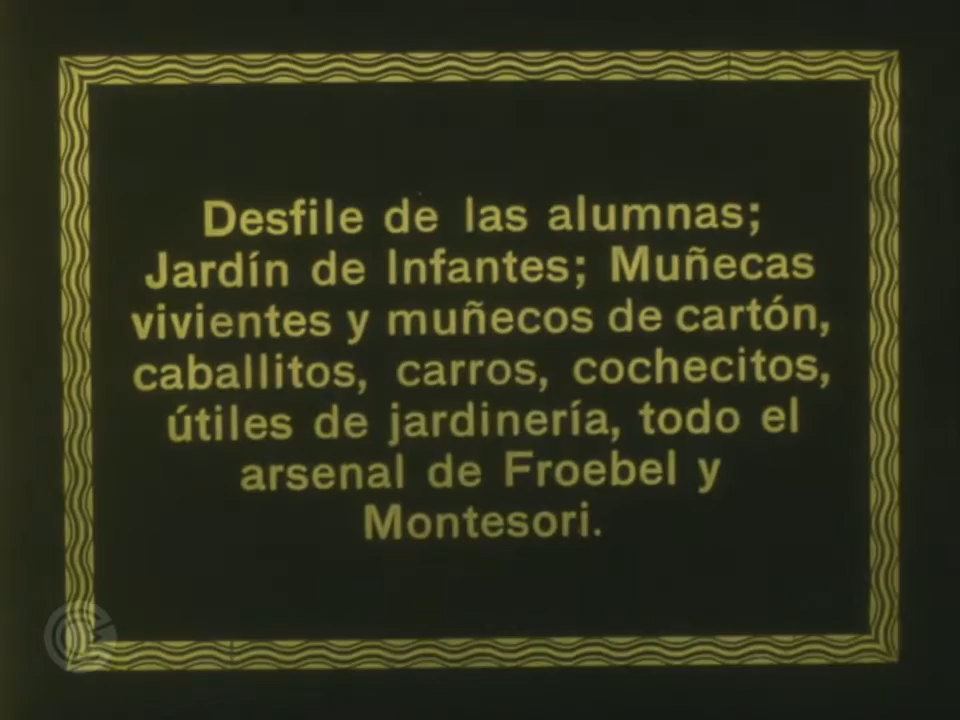 Desfile de las alumnas;
Jardín de Infantes; Muñecas
vivientes y muñecos de cartón,
caballitos, carros, cochecitos,
útiles de jardinería, todo el
arsenal de Froebel y
Montesori.